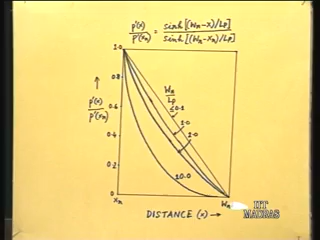 p'(x)/p'(xn) = sinh [(Wn-x)/Lp] / sinh [(Wn-xn)/Lp]
1.0
0.8
0.6
0.4
0.2
0
↑
p'(x)/p'(xn)
Wn/Lp
≤0.1
1.0
2.0
10.0
xn
Wn
DISTANCE (x) →
IIT
MADRAS